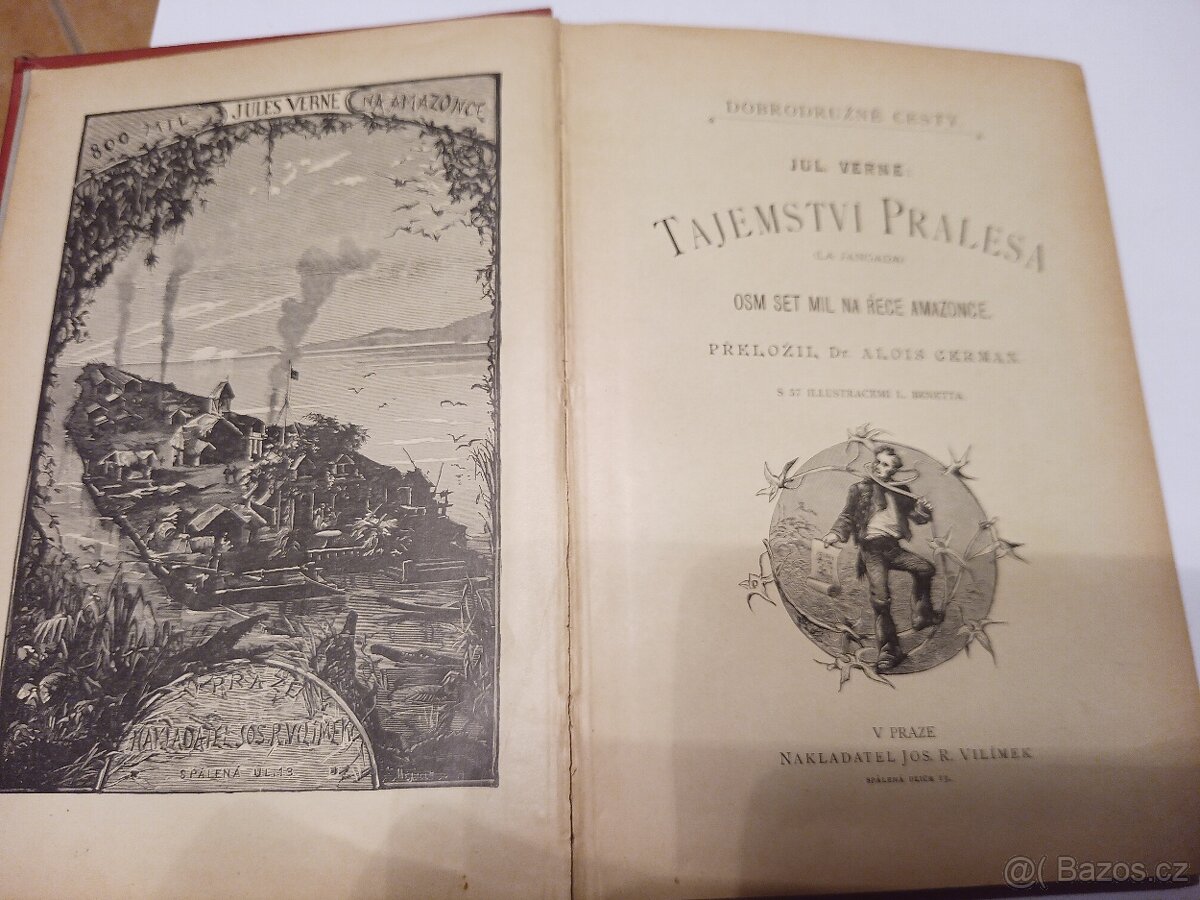 800 MIL JULES VERNE NA AMAZONCE
V PRAZE
NAKLADATEL JOS. R. VILÍMEK
SPÁLENÁ UL. 13
DOBRODRUŽNÉ CESTY
JUL. VERNE:
TAJEMSTVÍ PRALESA
(LA JANGADA)
OSM SET MIL NA ŘECE AMAZONCE.
PŘELOŽIL Dr. ALOIS GERMAN.
S 57 ILLUSTRACEMI L. BENETTA.
V PRAZE
NAKLADATEL JOS. R. VILÍMEK
SPÁLENÁ ULICE 13.
@( Bazos.cz